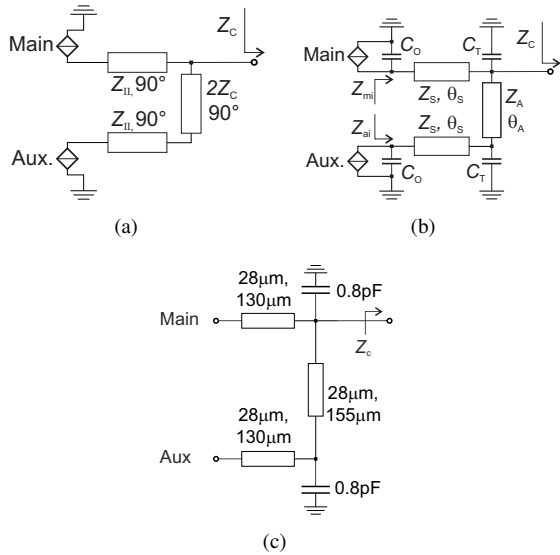 Z_C
Main
Z_II, 90°
2Z_C
90°
Z_II, 90°
Aux.
(a)
Main
C_O
C_T
Z_C
Z_mi
Z_S, θ_S
Z_A
θ_A
Z_ai
Z_S, θ_S
Aux.
C_O
C_T
(b)
28μm,
130μm
0.8pF
Main
Z_c
28μm,
155μm
28μm,
130μm
Aux
0.8pF
(c)